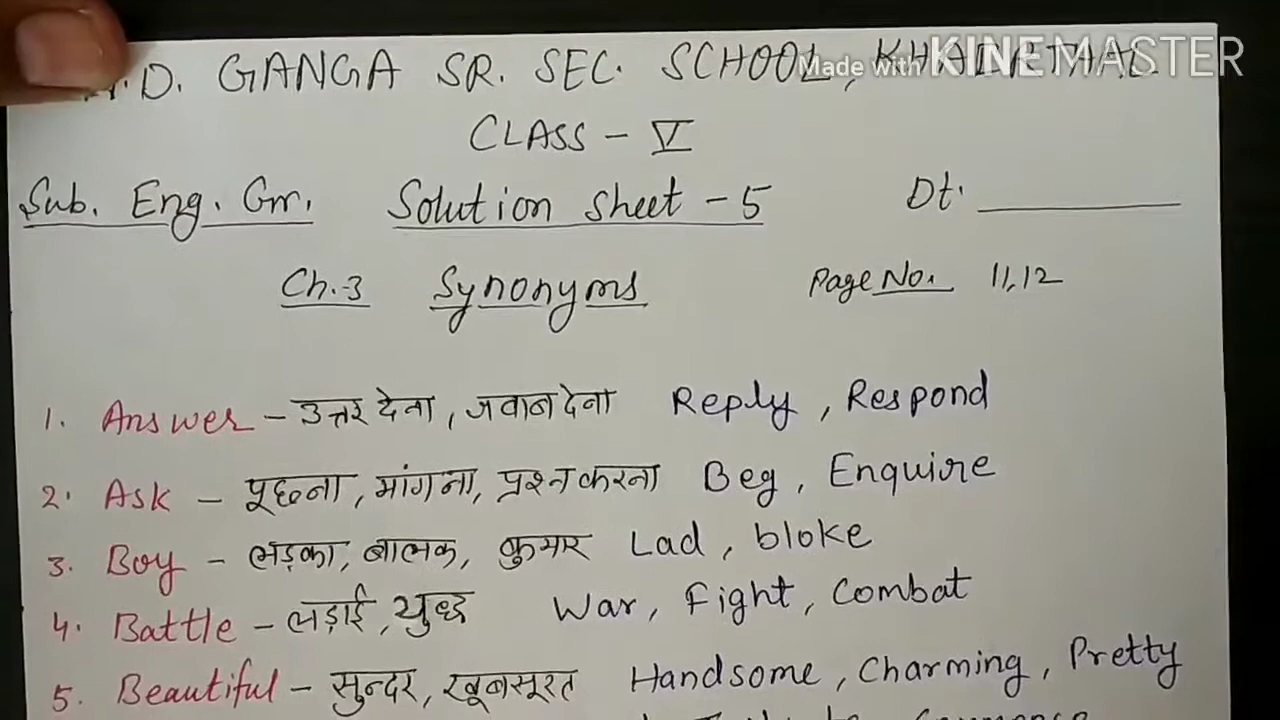 .D. GANGA SR. SEC. SCHOOL,
Made with KINEMASTER
CLASS - V
Sub. Eng. Gr. Solution Sheet - 5 Dt.
Ch.-3 Synonyms Page No. 11,12
1. Answer - उत्तर देना, जवाब देना Reply, Respond
2. Ask - पूछना, मांगना, प्रश्न करना Beg, Enquire
3. Boy - लड़का, बालक, कुमार Lad, bloke
4. Battle - लड़ाई, युध्द War, Fight, Combat
5. Beautiful - सुन्दर, खूबसूरत Handsome, Charming, Pretty